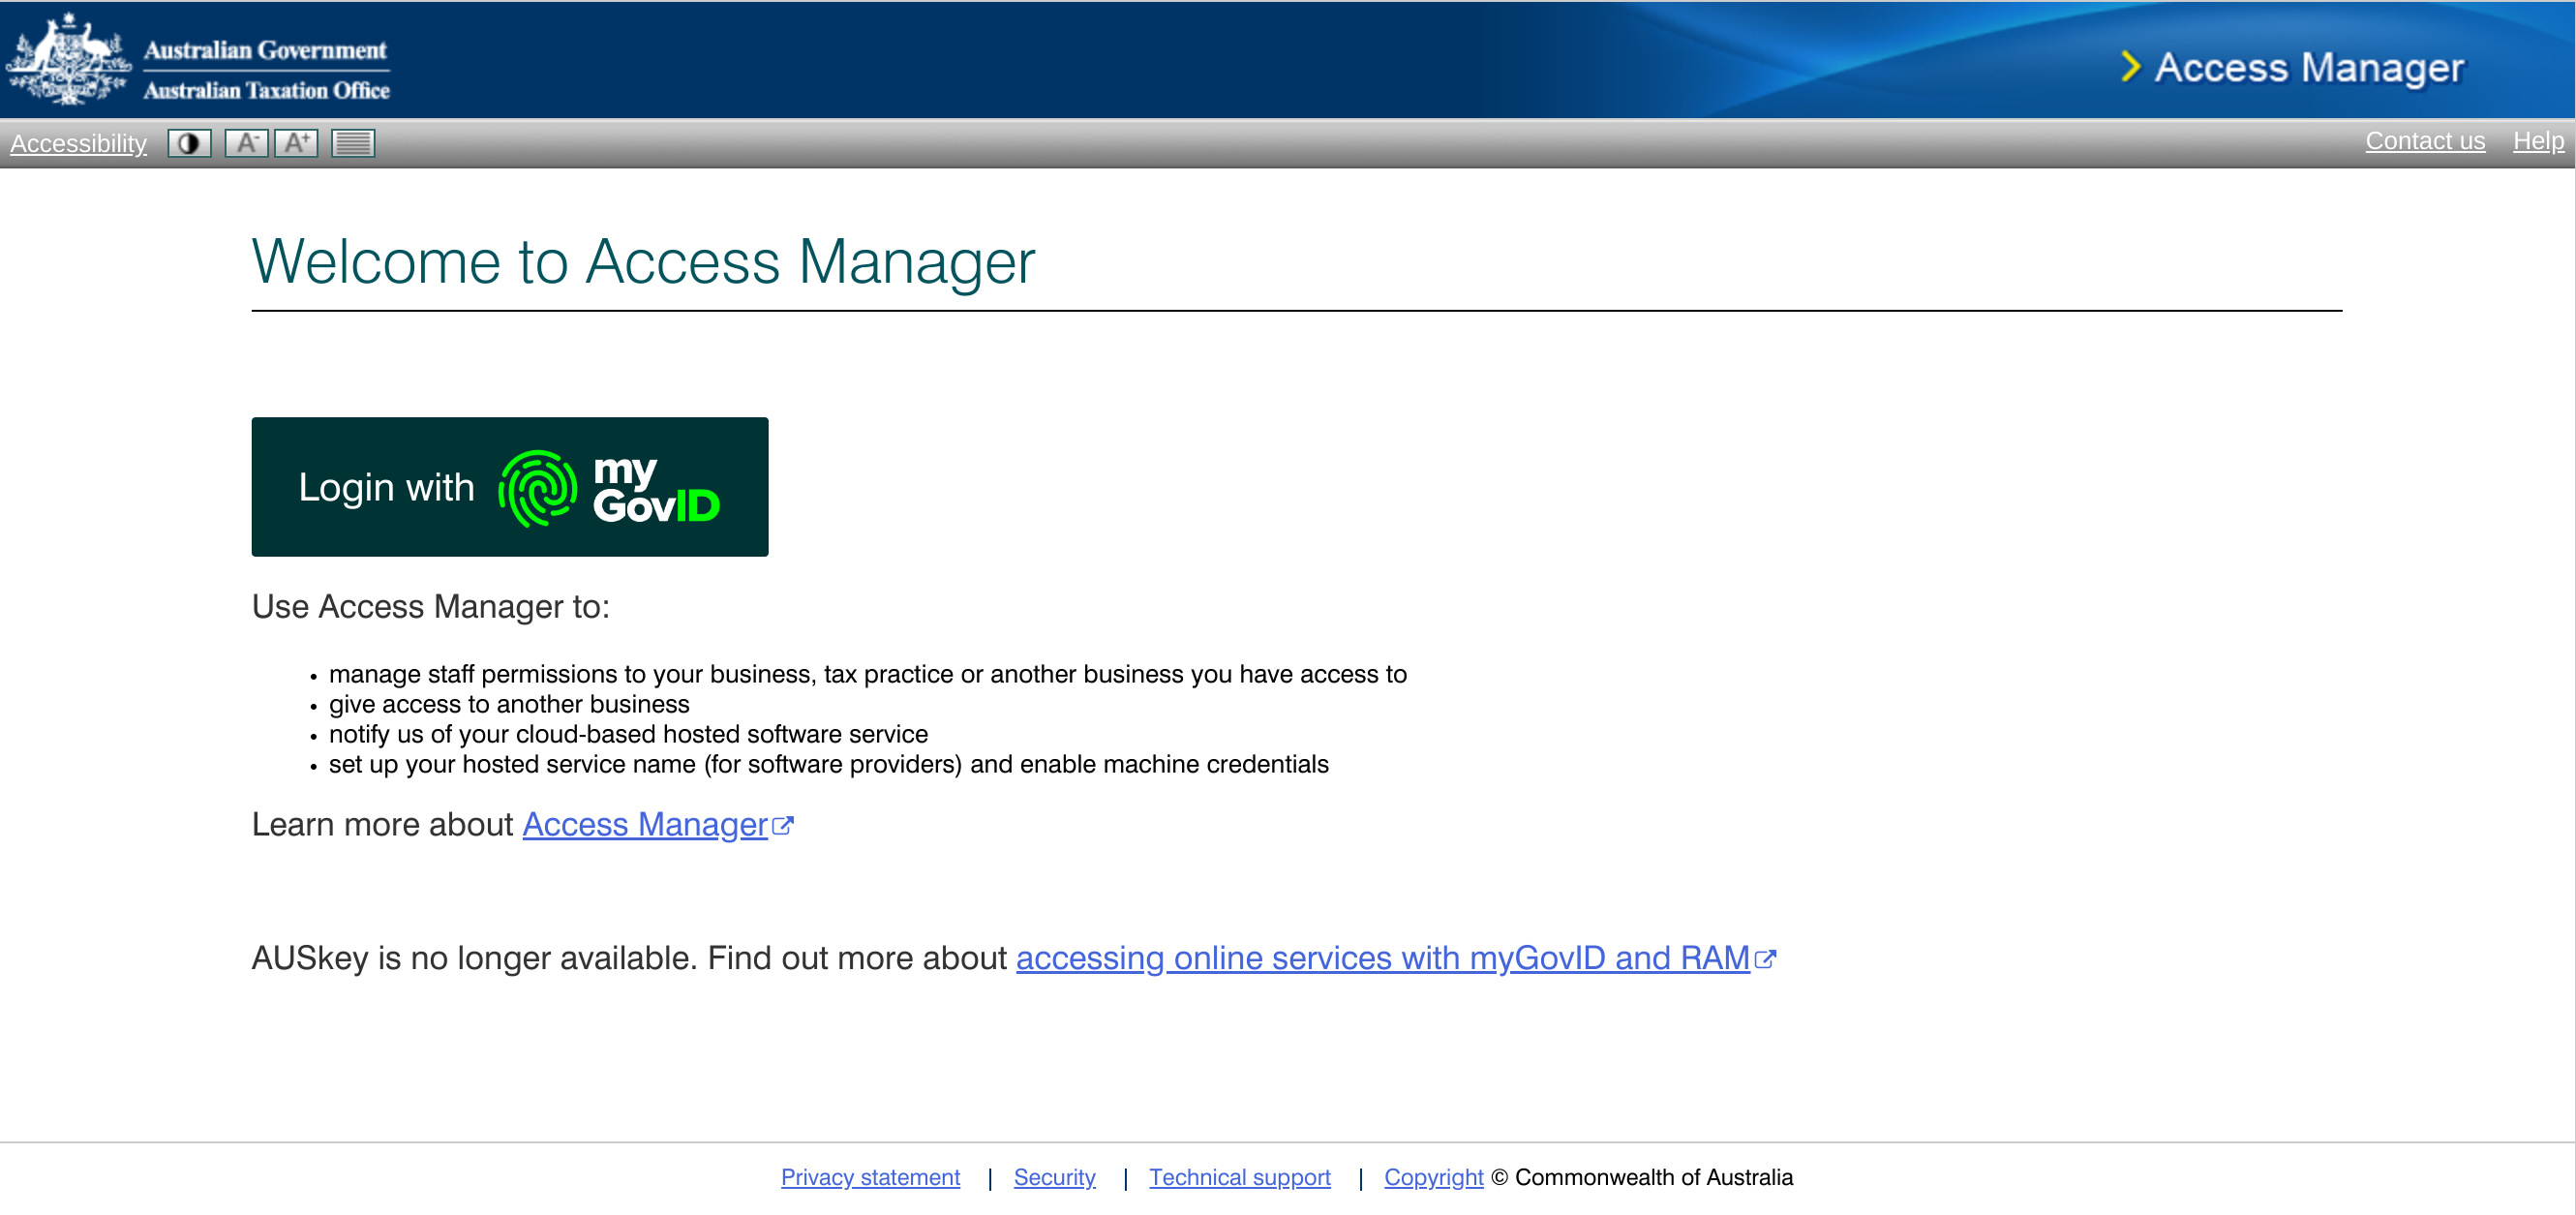 Australian Government
Australian Taxation Office
Access Manager
Accessibility A- A+ Contact us Help
Welcome to Access Manager
Login with my GovID
Use Access Manager to:
• manage staff permissions to your business, tax practice or another business you have access to
• give access to another business
• notify us of your cloud-based hosted software service
• set up your hosted service name (for software providers) and enable machine credentials
Learn more about Access Manager
AUSkey is no longer available. Find out more about accessing online services with myGovID and RAM
Privacy statement | Security | Technical support | Copyright © Commonwealth of Australia